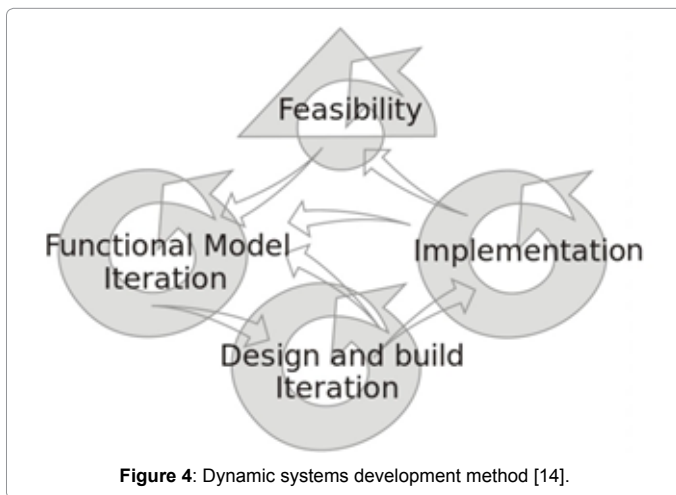 Feasibility
Functional Model
Iteration
Implementation
Design and build
Iteration
Figure 4: Dynamic systems development method [14].